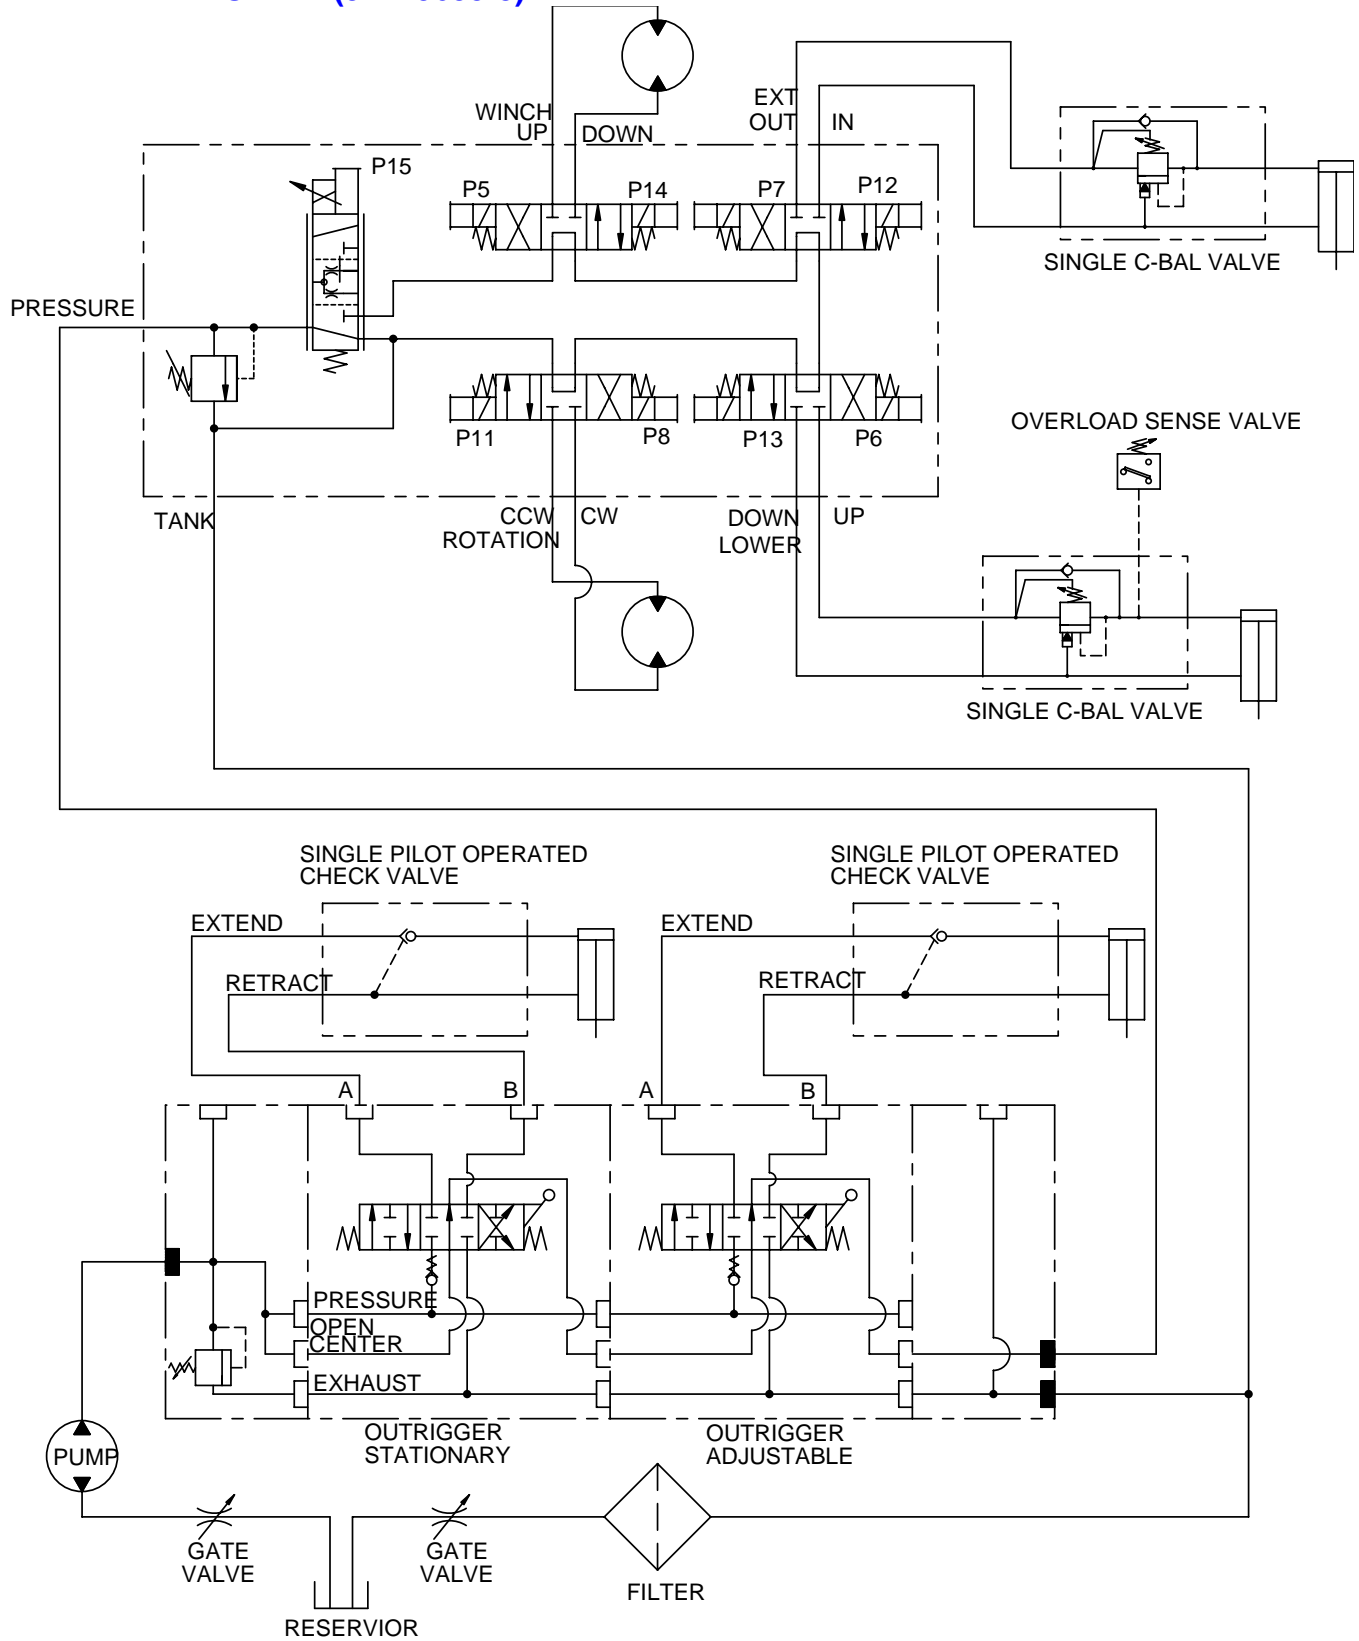 WINCH
UP
DOWN
EXT
OUT
IN
P15
P5
P14
P7
P12
SINGLE C-BAL VALVE
PRESSURE
P11
P8
P13
P6
OVERLOAD SENSE VALVE
TANK
CCW
CW
ROTATION
DOWN
UP
LOWER
SINGLE C-BAL VALVE
SINGLE PILOT OPERATED
CHECK VALVE
SINGLE PILOT OPERATED
CHECK VALVE
EXTEND
EXTEND
RETRACT
RETRACT
A
B
A
B
PRESSURE
OPEN
CENTER
EXHAUST
OUTRIGGER
STATIONARY
OUTRIGGER
ADJUSTABLE
PUMP
GATE
VALVE
GATE
VALVE
FILTER
RESERVIOR